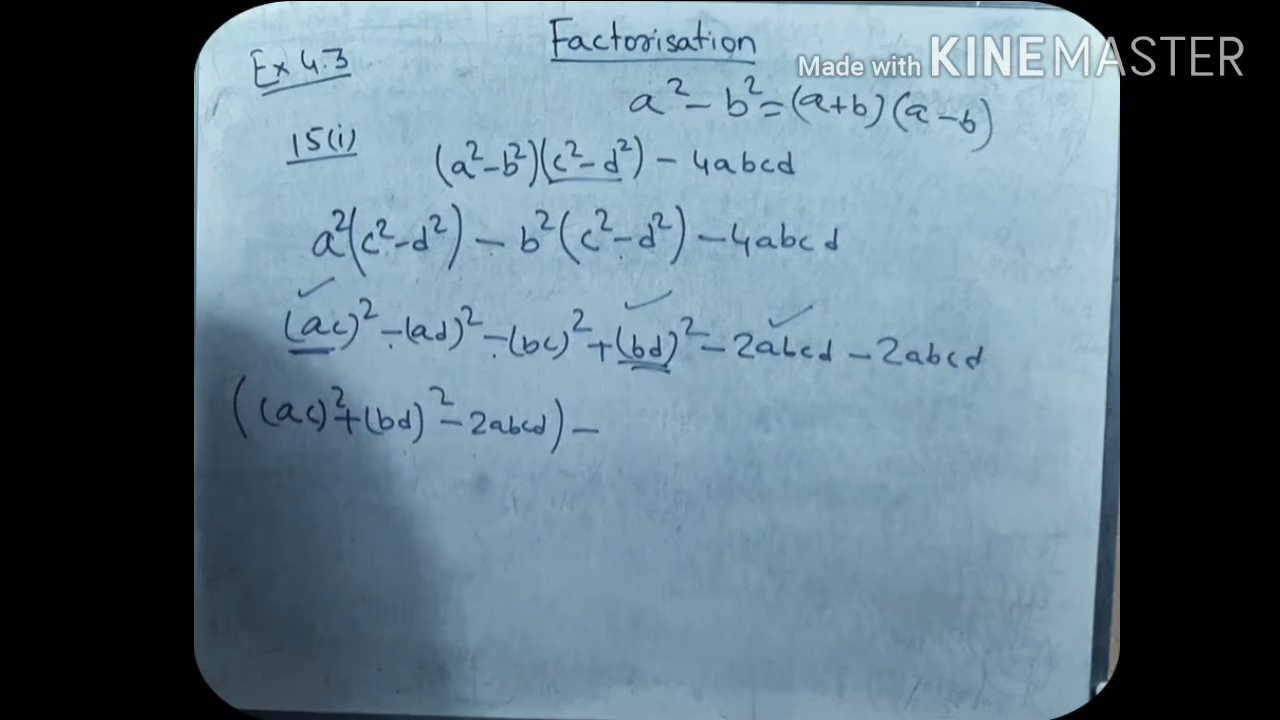 Factorisation
Made with KINEMASTER
Ex 4.3
a² - b² = (a+b)(a-b)
15(i)
(a²-b²)(c²-d²) - 4abcd
a²(c²-d²) - b²(c²-d²) - 4abcd
(ac)² - (ad)² - (bc)² + (bd)² - 2abcd - 2abcd
((ac)²+(bd)² - 2abcd) -